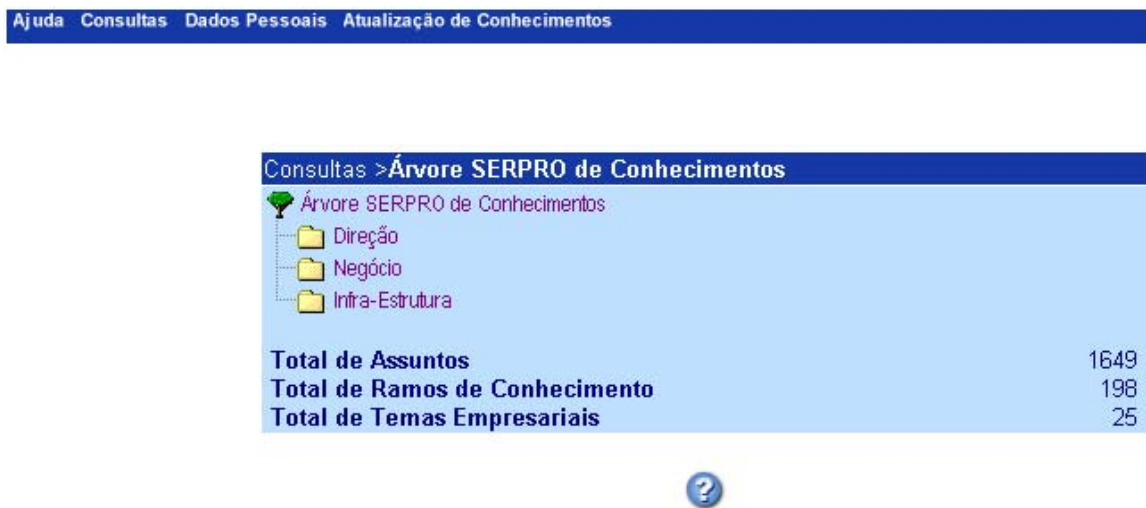 Ajuda Consultas Dados Pessoais Atualização de Conhecimentos
Consultas >Árvore SERPRO de Conhecimentos
Árvore SERPRO de Conhecimentos
Direção
Negócio
Infra-Estrutura
Total de Assuntos 1649
Total de Ramos de Conhecimento 198
Total de Temas Empresariais 25
?